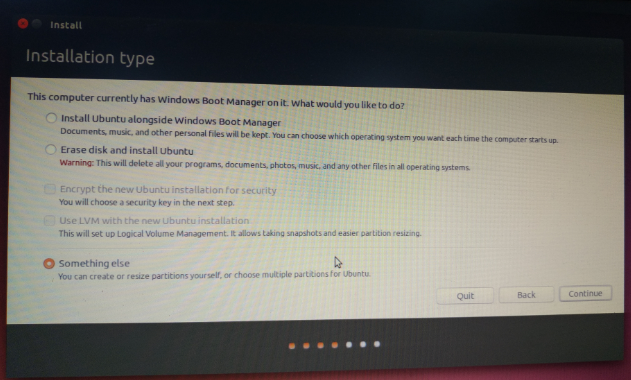 Install
Installation type
This computer currently has Windows Boot Manager on it. What would you like to do?
Install Ubuntu alongside Windows Boot Manager
Documents, music, and other personal files will be kept. You can choose which operating system you want each time the computer starts up.
Erase disk and install Ubuntu
Warning: This will delete all your programs, documents, photos, music, and any other files in all operating systems.
Encrypt the new Ubuntu installation for security
You will choose a security key in the next step.
Use LVM with the new Ubuntu installation
This will set up Logical Volume Management. It allows taking snapshots and easier partition resizing.
Something else
You can create or resize partitions yourself, or choose multiple partitions for Ubuntu.
Quit
Back
Continue